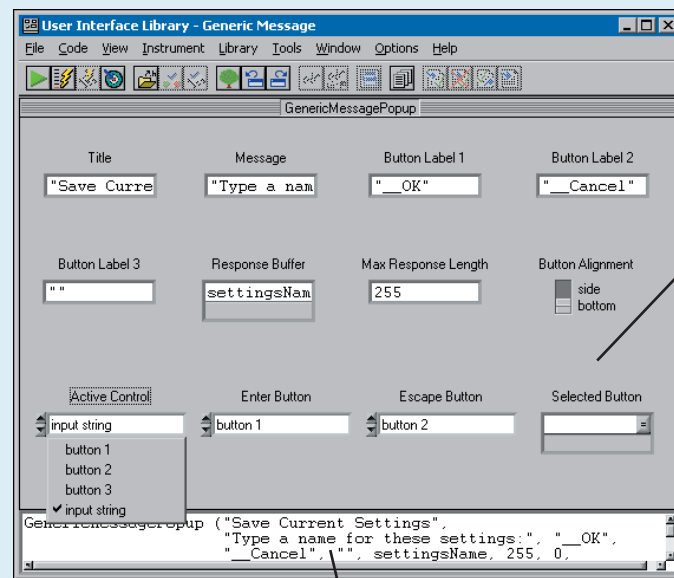 User Interface Library - Generic Message
File Code View Instrument Library Tools Window Options Help
GenericMessagePopup
Title Message Button Label 1 Button Label 2
"Save Curre "Type a nam "__OK" "__Cancel"
Button Label 3 Response Buffer Max Response Length Button Alignment
"" settingsNam 255 side
bottom
Active Control Enter Button Escape Button Selected Button
input string button 1 button 2
button 1
button 2
button 3
input string
GenericMessagePopup ("Save Current Settings",
"Type a name for these settings:", "__OK",
"__Cancel", "", settingsName, 255, 0,